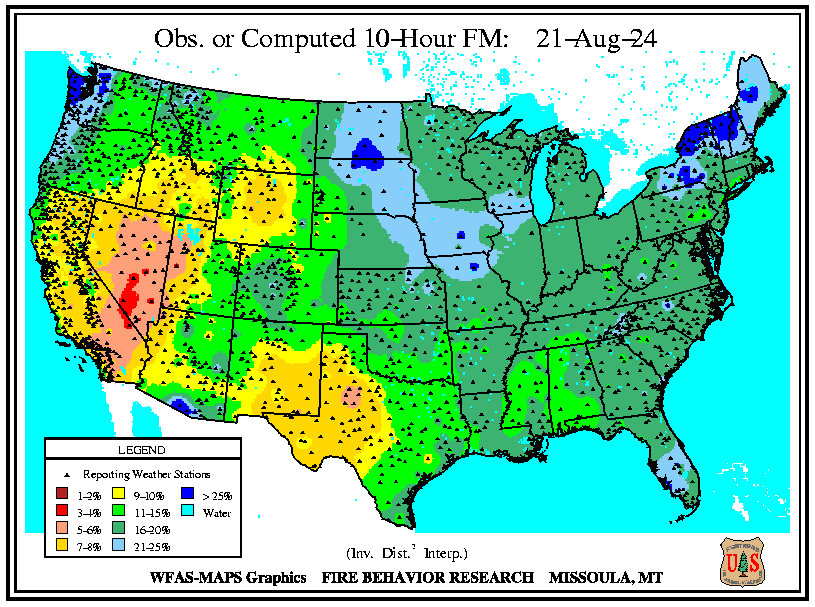 Obs. or Computed 10-Hour FM: 21-Aug-24
LEGEND
Reporting Weather Stations
1-2% 9-10% > 25%
3-4% 11-15% Water
5-6% 16-20%
7-8% 21-25%
(Inv. Dist.² Interp.)
WFAS-MAPS Graphics FIRE BEHAVIOR RESEARCH MISSOULA, MT
U S